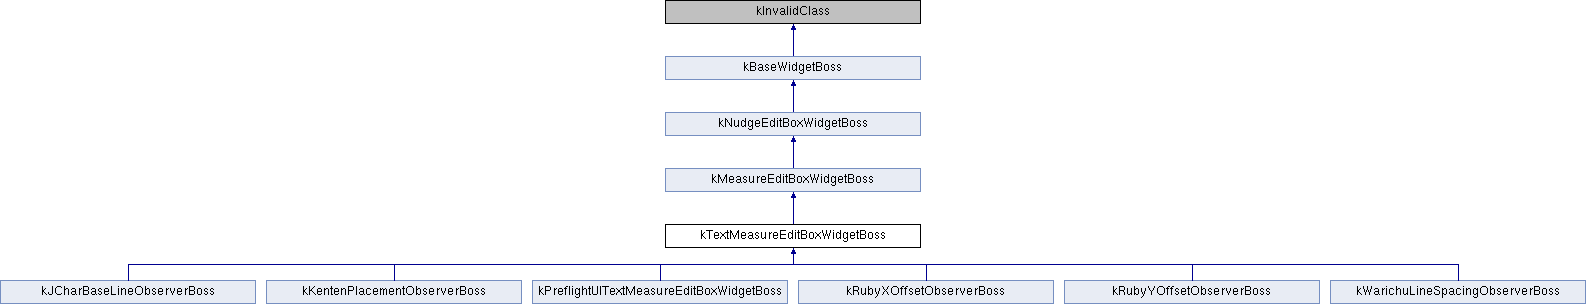 kInvalidClass
kBaseWidgetBoss
kNudgeEditBoxWidgetBoss
kMeasureEditBoxWidgetBoss
kTextMeasureEditBoxWidgetBoss
kJCharBaseLineObserverBoss
kKentenPlacementObserverBoss
kPreflightUITextMeasureEditBoxWidgetBoss
kRubyXOffsetObserverBoss
kRubyYOffsetObserverBoss
kWarichuLineSpacingObserverBoss